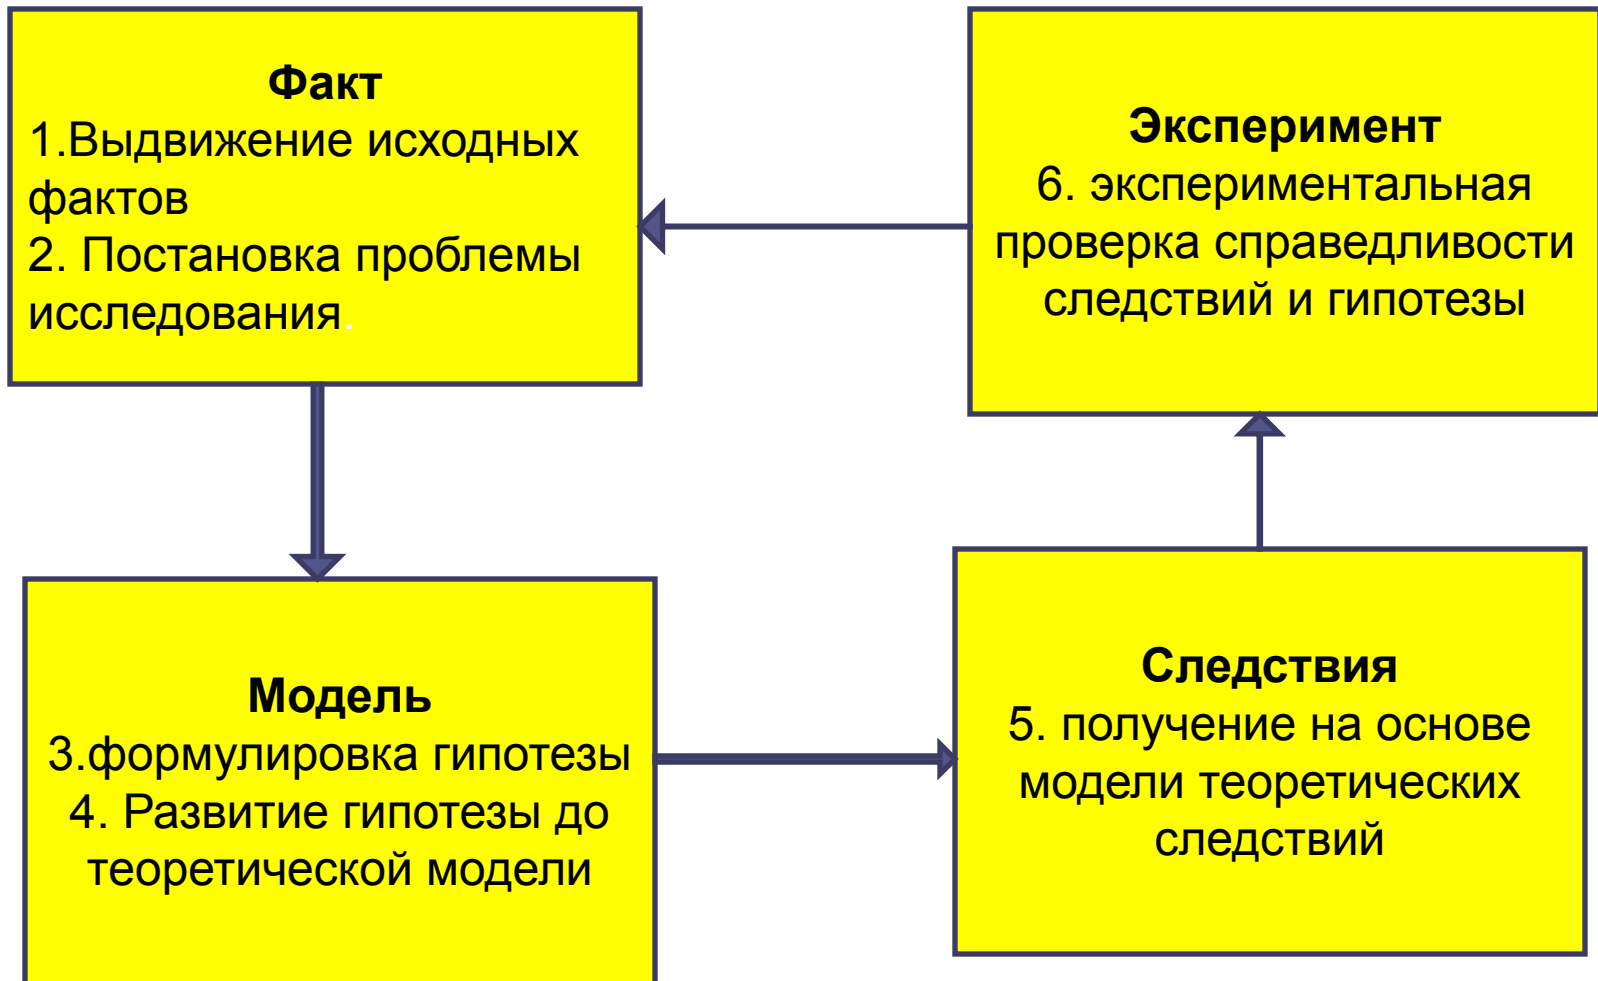 Факт
1.Выдвижение исходных
фактов
2. Постановка проблемы
исследования.
Эксперимент
6. экспериментальная
проверка справедливости
следствий и гипотезы
Модель
3.формулировка гипотезы
4. Развитие гипотезы до
теоретической модели
Следствия
5. получение на основе
модели теоретических
следствий